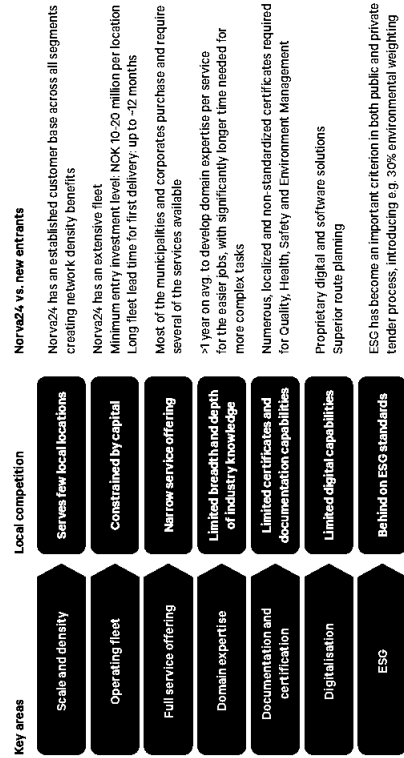 Key areas
Local competition
Norva24 vs. new entrants
Scale and density
Serves few local locations
Norva24 has an established customer base across all segments
creating network density benefits
Operating fleet
Constrained by capital
Norva24 has an extensive fleet
Minimum entry investment level: NOK 10-20 million per location
Long fleet lead time for first delivery: up to ~12 months
Full service offering
Narrow service offering
Most of the municipalities and corporates purchase and require
several of the services available
Domain expertise
Limited breadth and depth
of industry knowledge
>1 year on avg. to develop domain expertise per service
for the easier jobs, with significantly longer time needed for
more complex tasks
Documentation and
certification
Limited certificates and
documentation capabilities
Numerous, localized and non-standardized certificates required
for Quality, Health, Safety and Environment Management
Digitalisation
Limited digital capabilities
Proprietary digital and software solutions
Superior route planning
ESG
Behind on ESG standards
ESG has become an important criterion in both public and private
tender process, introducing e.g. 30% environmental weighting